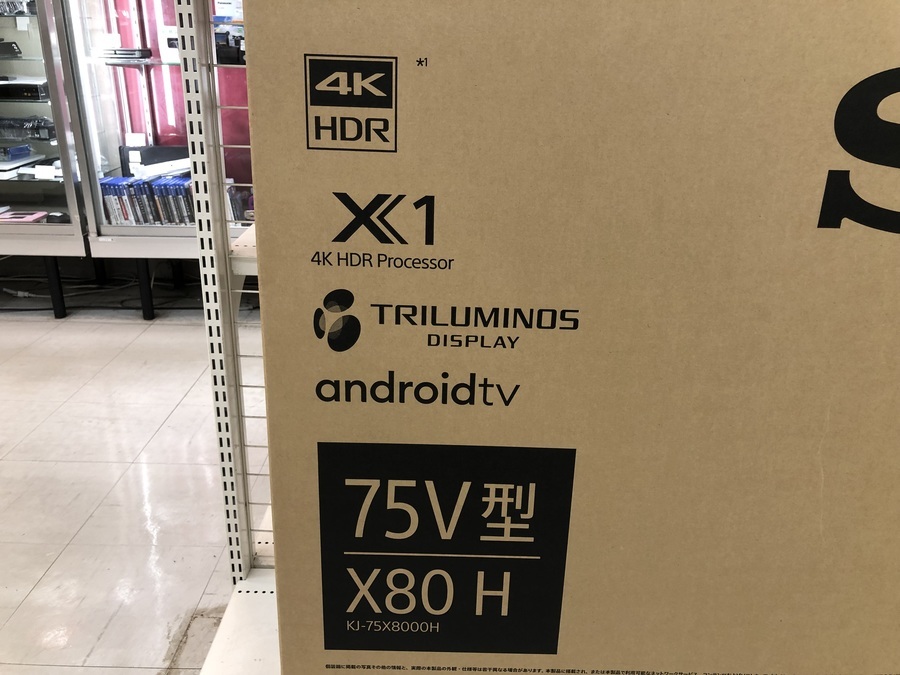 4K
HDR
*1
X1
4K HDR Processor
TRILUMINOS
DISPLAY
androidtv
75V型
X80 H
KJ-75X8000H
S